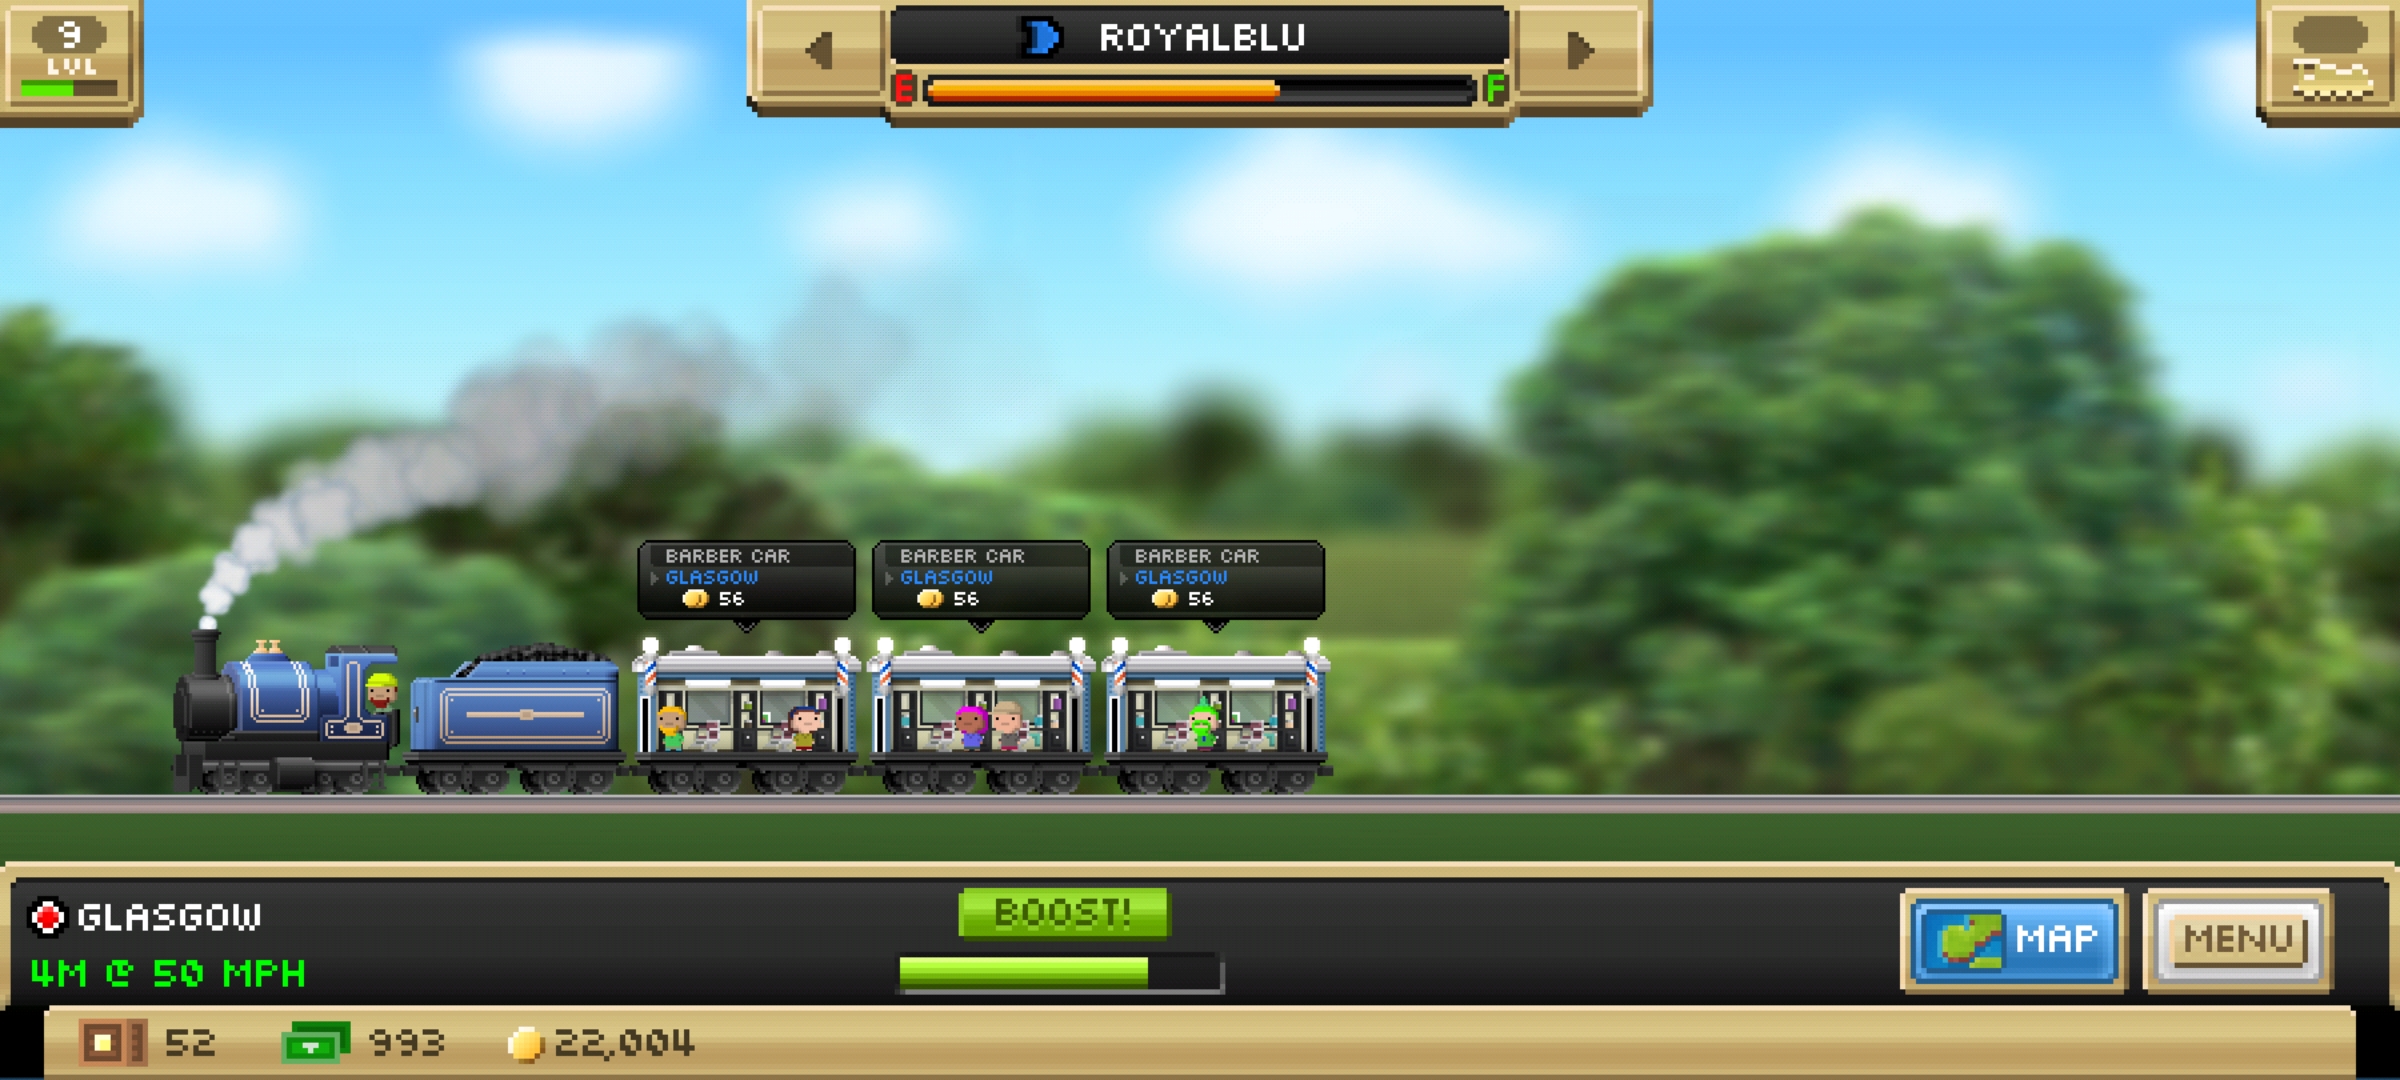 9
LVL
ROYALBLU
E F
BARBER CAR
GLASGOW
56
BARBER CAR
GLASGOW
56
BARBER CAR
GLASGOW
56
GLASGOW
4M @ 50 MPH
BOOST!
MAP
MENU
52
993
22,004